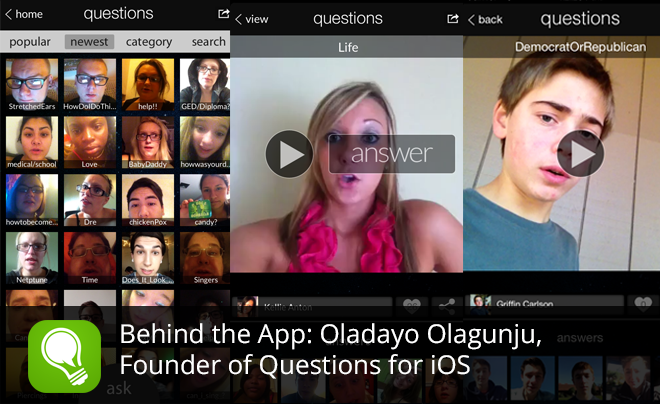 home
questions
popular newest category search
StretchedEars HowDoIDoThi... help!! GED/Diploma?
medical/school Love BabyDaddy howwasyourd...
howtobecome... Dre chickenPox candy?
Netptune Time Does_It_Look... Singers
ask
view
questions
Life
answer
Kellie Anton
back
questions
DemocratOrRepublican
Griffin Carlson
answers
Behind the App: Oladayo Olagunju,
Founder of Questions for iOS